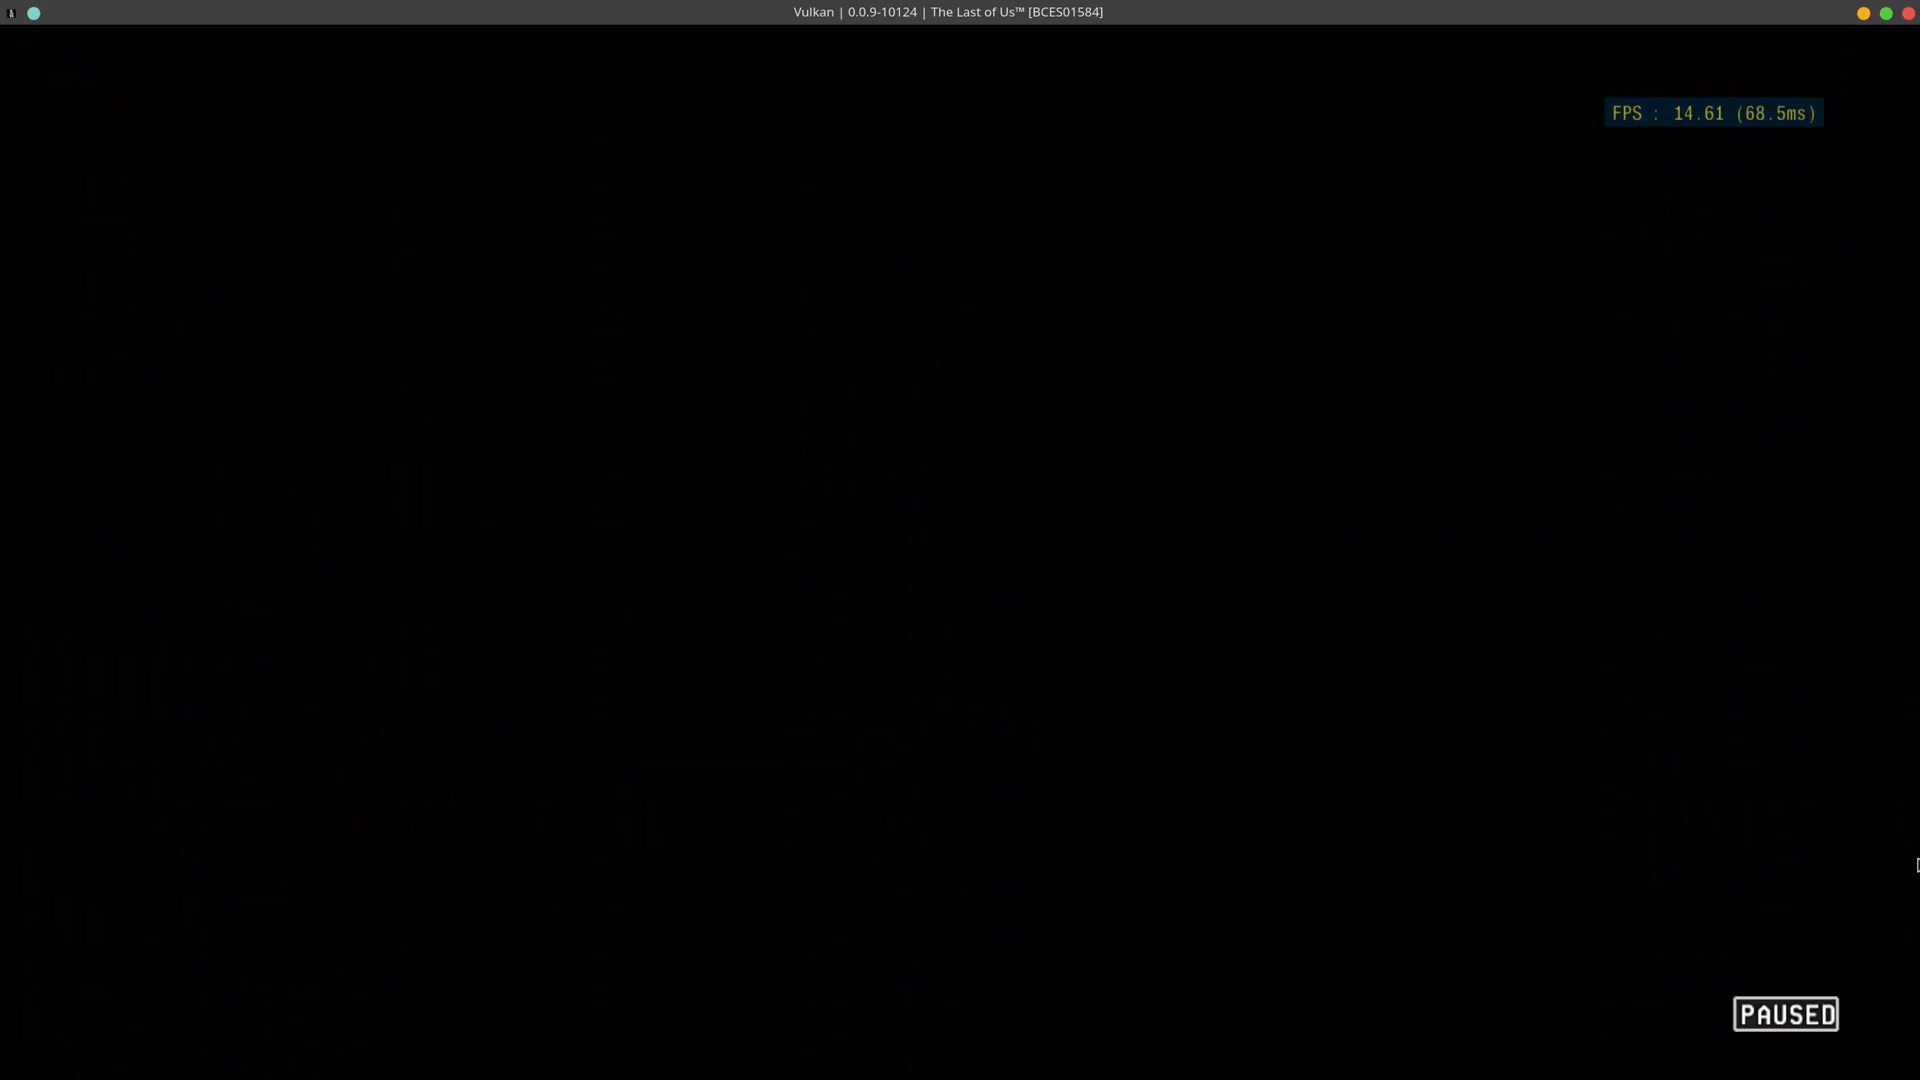 Vulkan | 0.0.9-10124 | The Last of Us™ [BCES01584]
FPS : 14.61 (68.5ms)
PAUSED